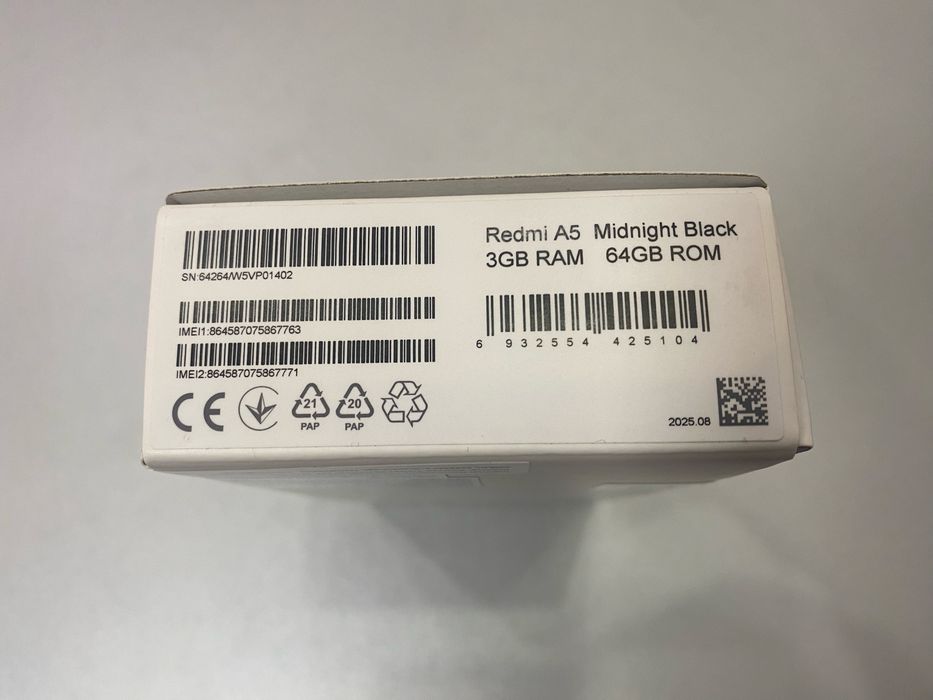 SN:64264/W5VP01402
IMEI1:864587075867763
IMEI2:864587075867771
CE
21
PAP
20
PAP
Redmi A5 Midnight Black
3GB RAM 64GB ROM
6 932554 425104
2025.08